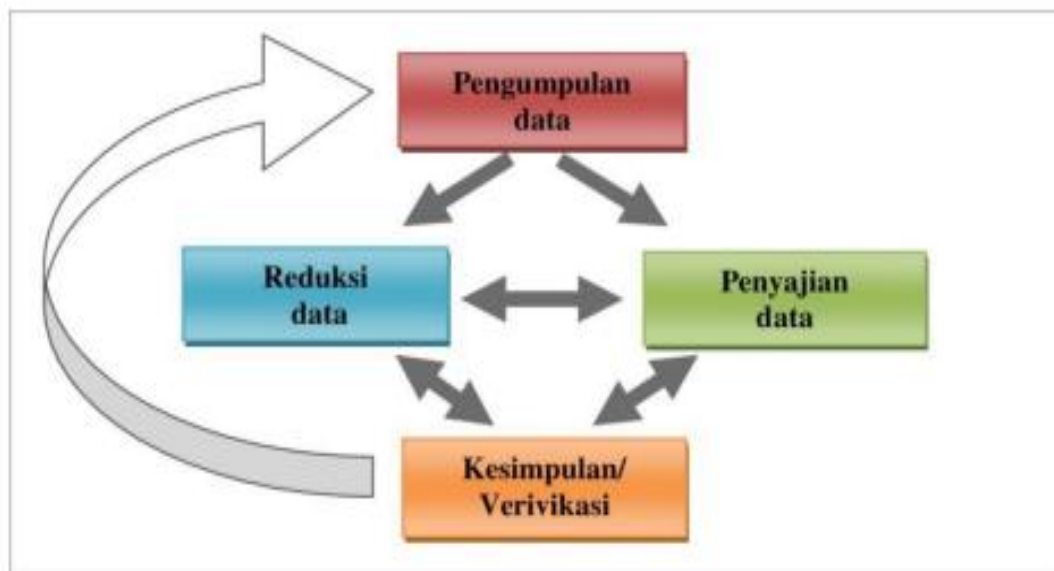 Pengumpulan
data
Reduksi
data
Penyajian
data
Kesimpulan/
Verivikasi